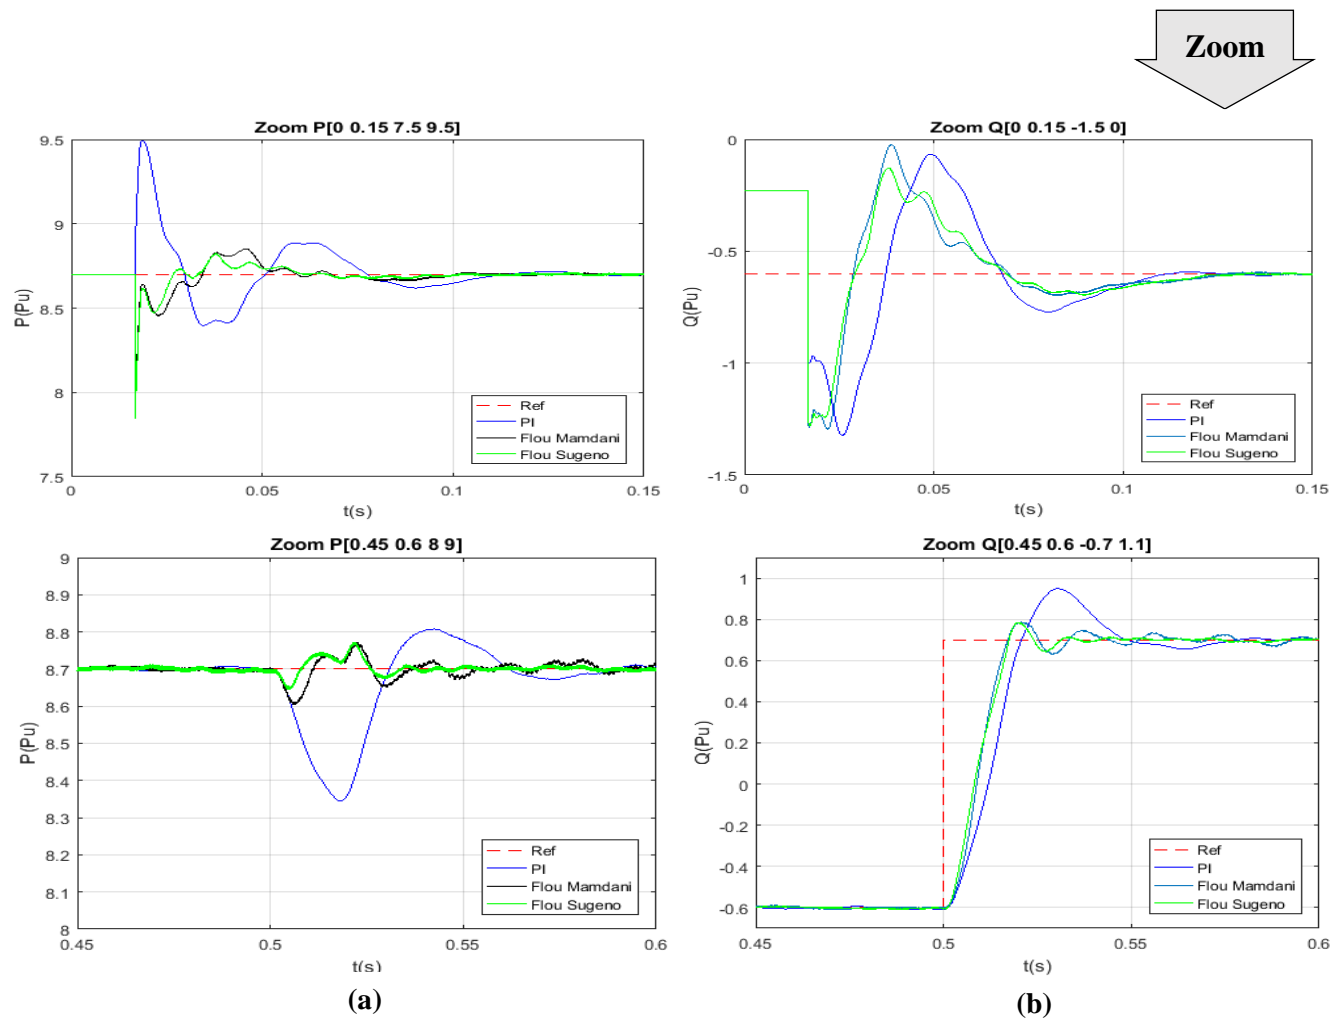 Zoom
Zoom P[0 0.15 7.5 9.5]
P(Pu)
9.5
9
8.5
8
7.5
0
0.05
0.1
0.15
t(s)
Ref
PI
Flou Mamdani
Flou Sugeno
Zoom Q[0 0.15 -1.5 0]
Q(Pu)
0
-0.5
-1
-1.5
0
0.05
0.1
0.15
t(s)
Ref
PI
Flou Mamdani
Flou Sugeno
Zoom P[0.45 0.6 8 9]
P(Pu)
9
8.9
8.8
8.7
8.6
8.5
8.4
8.3
8.2
8.1
8
0.45
0.5
0.55
0.6
t(s)
Ref
PI
Flou Mamdani
Flou Sugeno
(a)
Zoom Q[0.45 0.6 -0.7 1.1]
Q(Pu)
1
0.8
0.6
0.4
0.2
0
-0.2
-0.4
-0.6
0.45
0.5
0.55
0.6
t(s)
Ref
PI
Flou Mamdani
Flou Sugeno
(b)